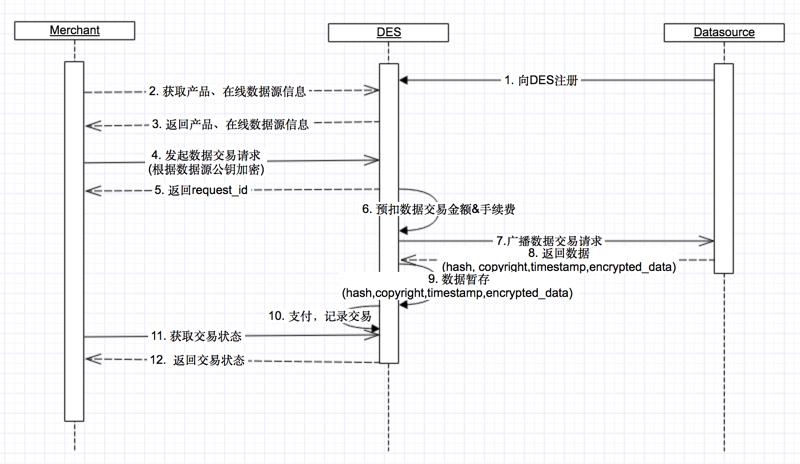 Merchant
DES
Datasource
1. 向DES注册
2. 获取产品、在线数据源信息
3. 返回产品、在线数据源信息
4. 发起数据交易请求
(根据数据源公钥加密)
5. 返回request_id
6. 预扣数据交易金额&手续费
7.广播数据交易请求
8. 返回数据
(hash, copyright,timestamp,encrypted_data)
9. 数据暂存
(hash,copyright,timestamp,encrypted_data)
10. 支付，记录交易
11. 获取交易状态
12. 返回交易状态